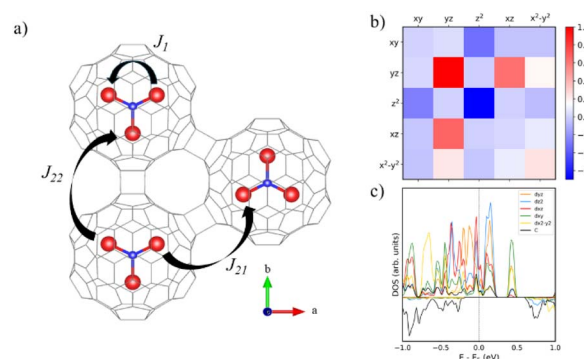 a)
J1
J22
J21
b
a
b)
xy yz z² xz x²-y²
xy
yz
z²
xz
x²-y²
c)
DOS (arb. units)
dyz
dz2
dxz
dxy
dx2-y2
C
−1.0 −0.5 0.0 0.5 1.0